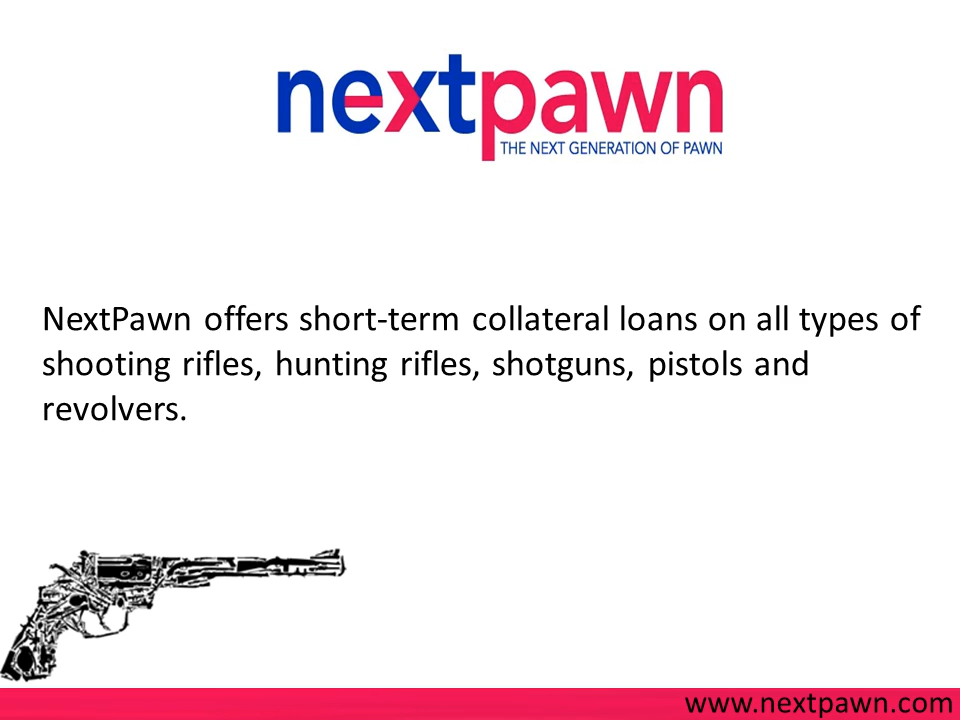 nextpawn
THE NEXT GENERATION OF PAWN
NextPawn offers short-term collateral loans on all types of
shooting rifles, hunting rifles, shotguns, pistols and
revolvers.
www.nextpawn.com